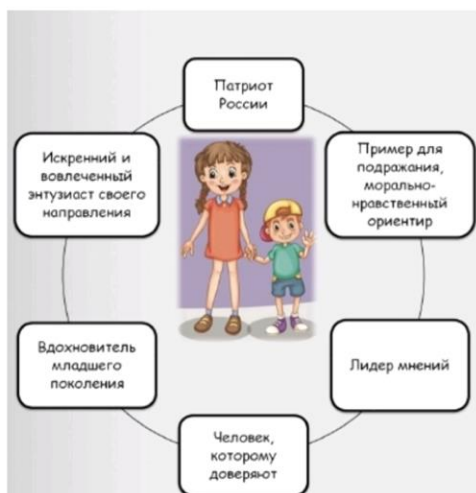 Патриот
России
Пример для
подражания,
морально-
нравственный
ориентир
Лидер мнений
Человек,
которому
доверяют
Вдохновитель
младшего
поколения
Искренний и
вовлеченный
энтузиаст своего
направления